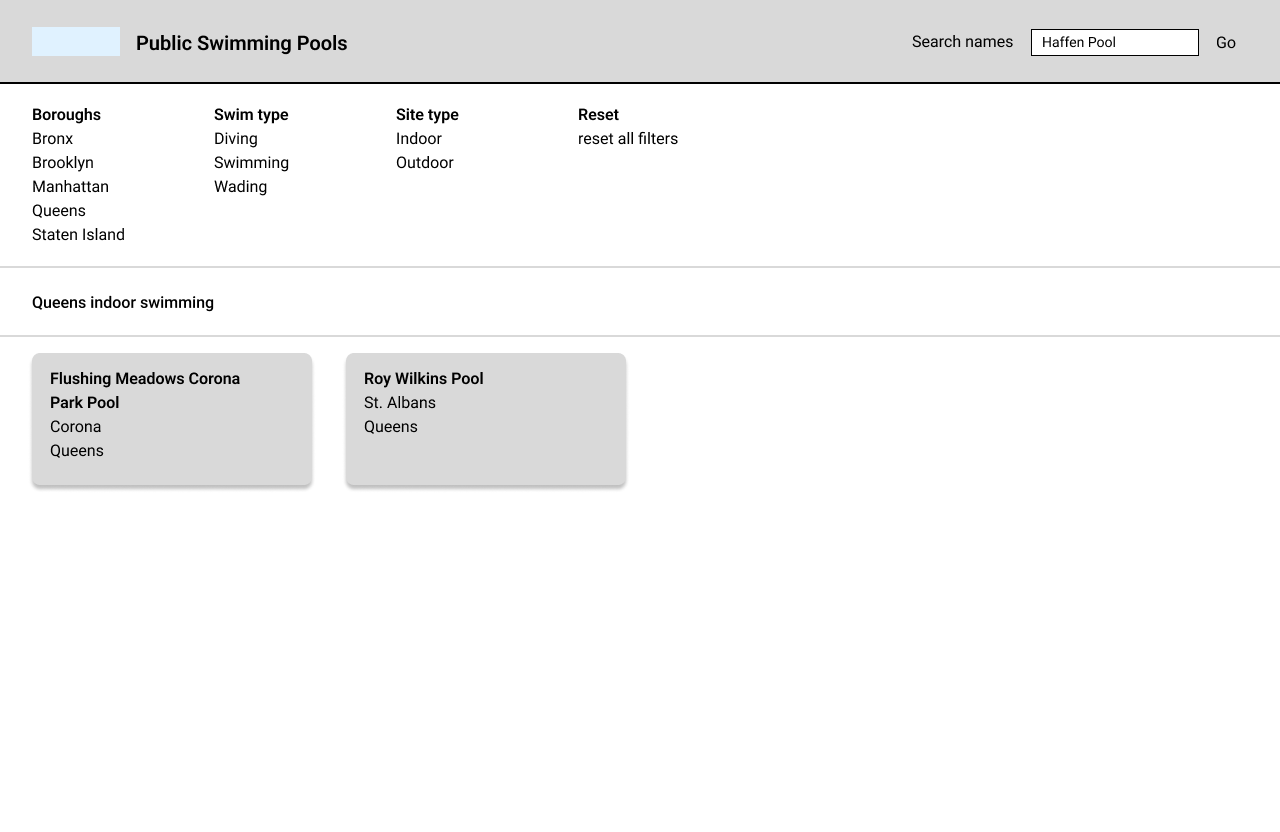 Public Swimming Pools
Search names
Haffen Pool
Go
Boroughs
Bronx
Brooklyn
Manhattan
Queens
Staten Island
Swim type
Diving
Swimming
Wading
Site type
Indoor
Outdoor
Reset
reset all filters
Queens indoor swimming
Flushing Meadows Corona
Park Pool
Corona
Queens
Roy Wilkins Pool
St. Albans
Queens